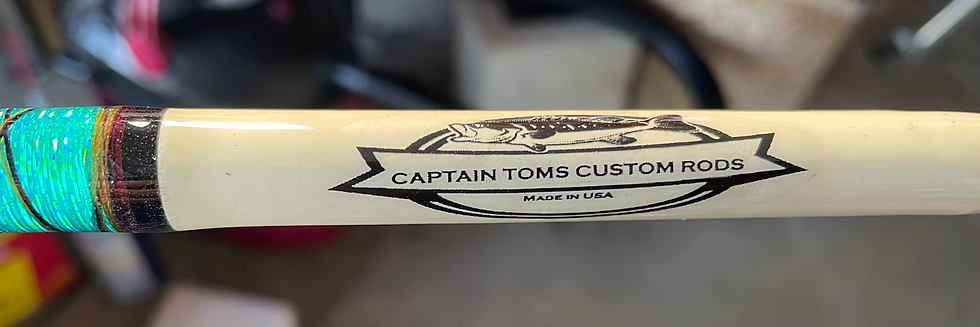 CAPTAIN TOMS CUSTOM RODS
MADE IN USA